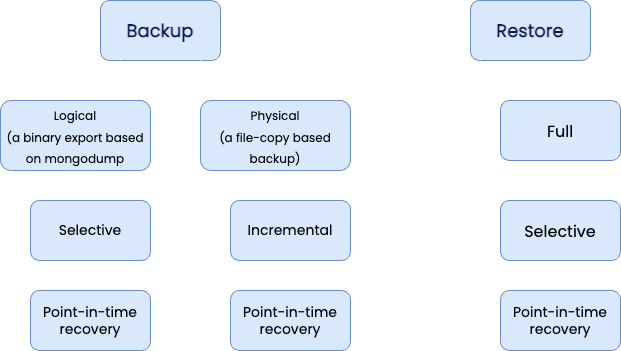 Backup
Restore
Logical
(a binary export based
on mongodump
Physical
(a file-copy based
backup)
Full
Selective
Incremental
Selective
Point-in-time
recovery
Point-in-time
recovery
Point-in-time
recovery